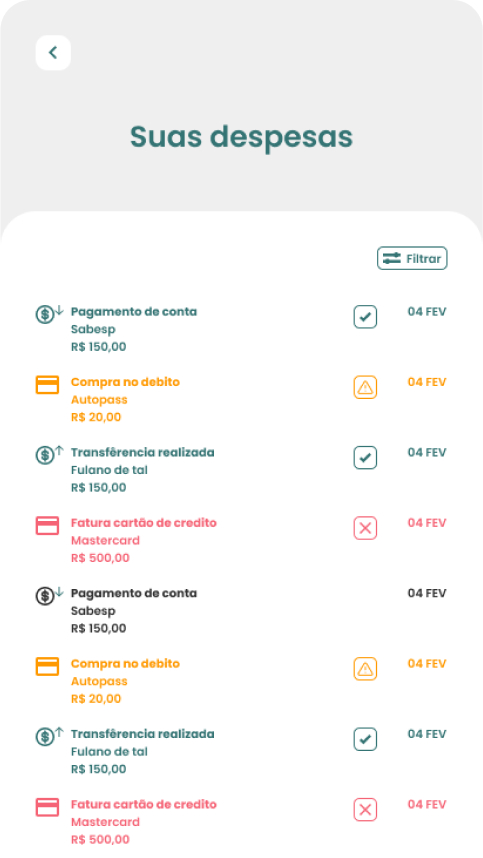 Suas despesas
Filtrar
Pagamento de conta 04 FEV
Sabesp
R$ 150,00
Compra no debito 04 FEV
Autopass
R$ 20,00
Transfêrencia realizada 04 FEV
Fulano de tal
R$ 150,00
Fatura cartão de credito 04 FEV
Mastercard
R$ 500,00
Pagamento de conta 04 FEV
Sabesp
R$ 150,00
Compra no debito 04 FEV
Autopass
R$ 20,00
Transfêrencia realizada 04 FEV
Fulano de tal
R$ 150,00
Fatura cartão de credito 04 FEV
Mastercard
R$ 500,00